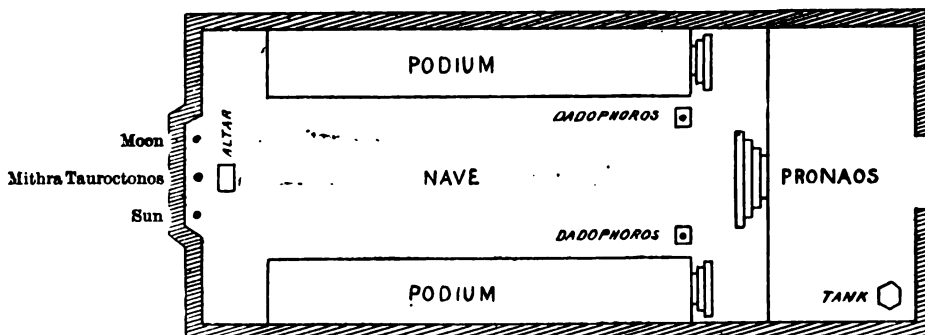 PODIUM
DADOPHOROS
Moon
ALTAR
Mithra Tauroctonos
NAVE
PRONAOS
Sun
DADOPHOROS
PODIUM
TANK